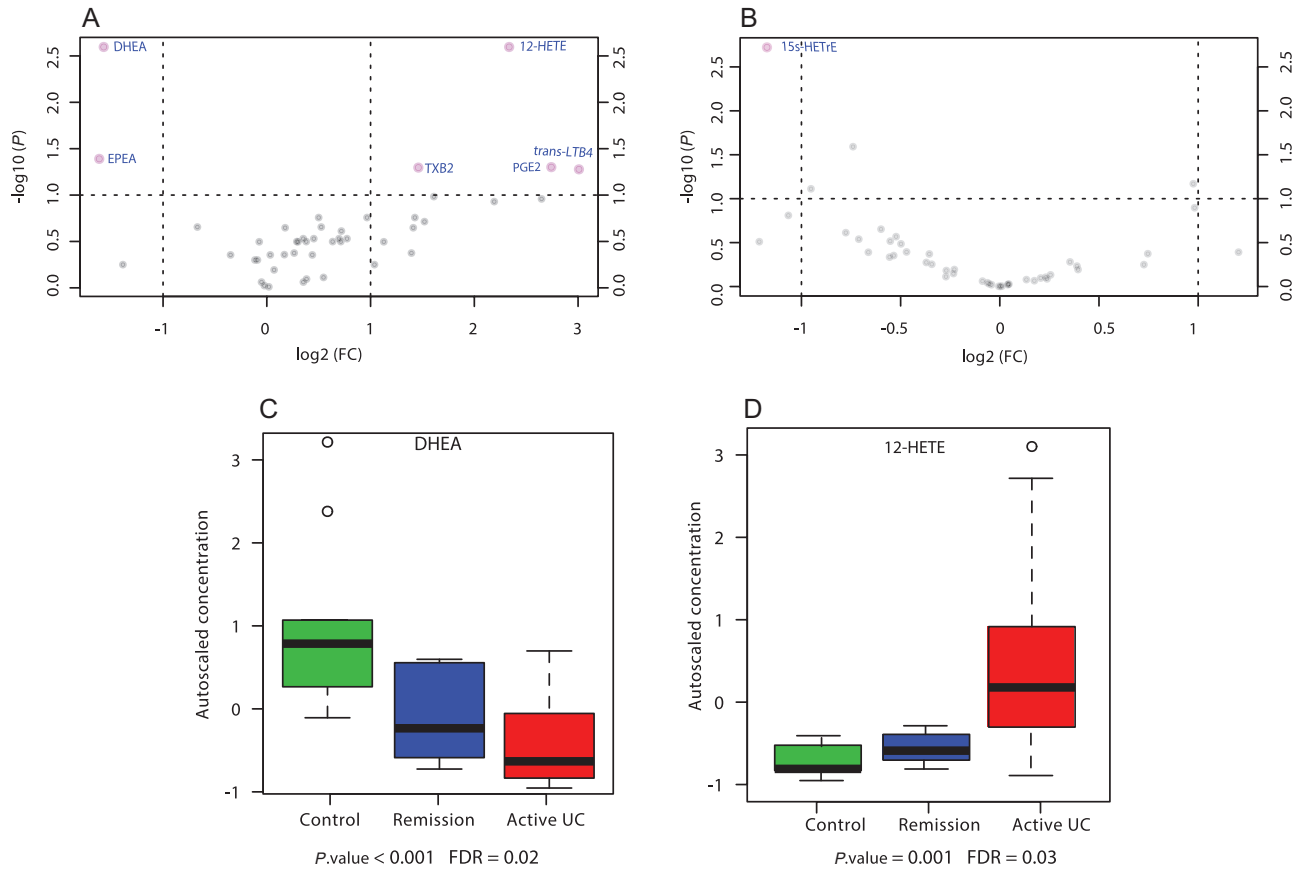 A
DHEA
12-HETE
EPEA
TXB2
trans-LTB4
PGE2
-log10 (P)
0.0 0.5 1.0 1.5 2.0 2.5
0.0 0.5 1.0 1.5 2.0 2.5
-1 0 1 2 3
log2 (FC)
B
15s-HETrE
-log10 (P)
0.0 0.5 1.0 1.5 2.0 2.5
0.0 0.5 1.0 1.5 2.0 2.5
-1 -0.5 0 0.5 1
log2 (FC)
C
DHEA
Autoscaled concentration
3
2
1
0
-1
Control Remission Active UC
P.value < 0.001 FDR = 0.02
D
12-HETE
Autoscaled concentration
3
2
1
0
-1
Control Remission Active UC
P.value = 0.001 FDR = 0.03